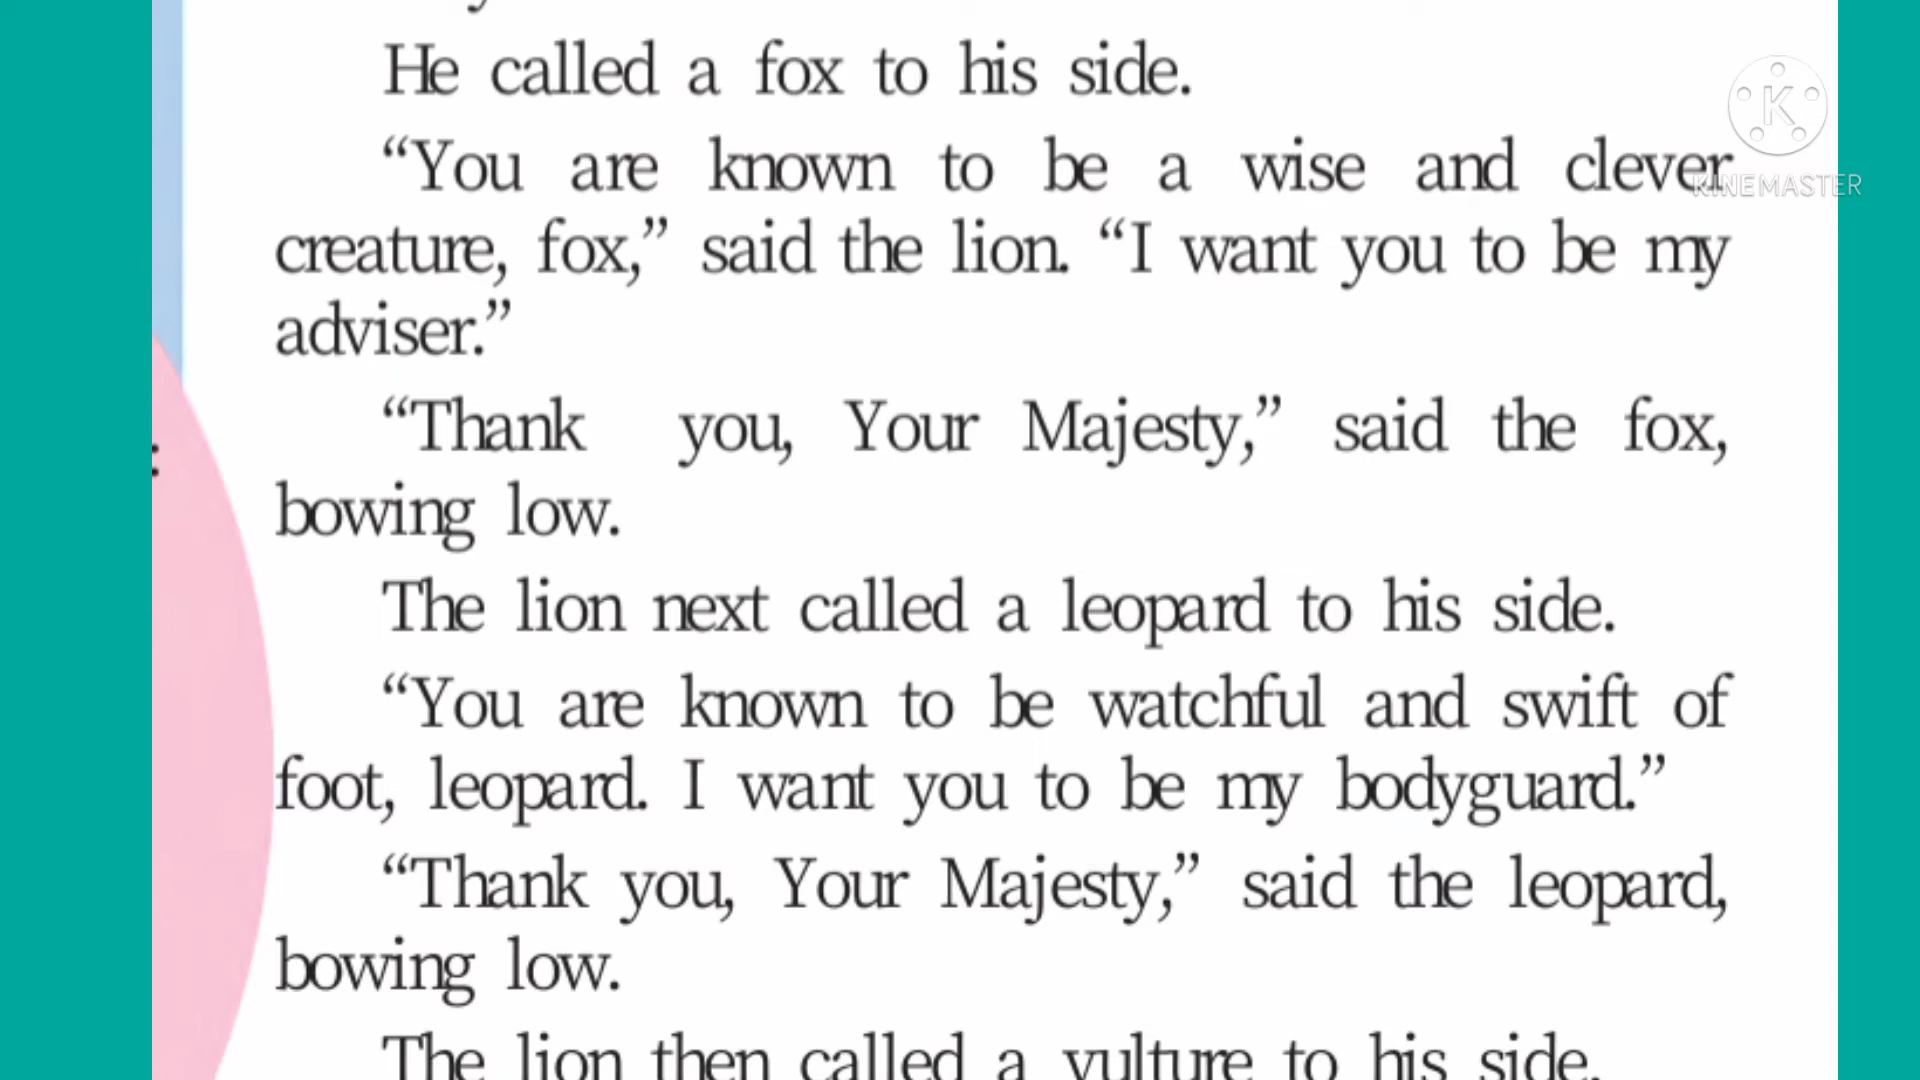 He called a fox to his side.
“You are known to be a wise and clever
creature, fox,” said the lion. “I want you to be my
adviser.”
“Thank you, Your Majesty,” said the fox,
bowing low.
The lion next called a leopard to his side.
“You are known to be watchful and swift of
foot, leopard. I want you to be my bodyguard.”
“Thank you, Your Majesty,” said the leopard,
bowing low.
The lion then called a vulture to his side.
:
K
KINEMASTER